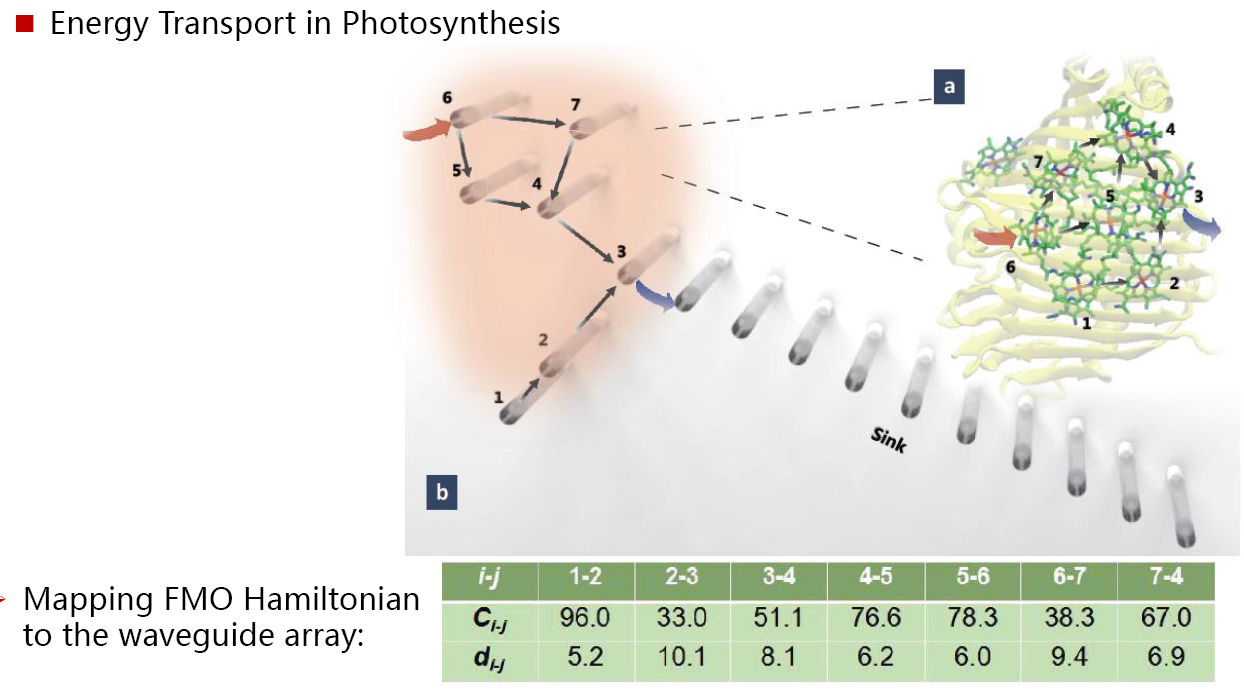 Energy Transport in Photosynthesis
a
6
7
5
4
3
2
1
Sink
b
4
7
5
3
6
2
1
Mapping FMO Hamiltonian
to the waveguide array:
i-j 1-2 2-3 3-4 4-5 5-6 6-7 7-4
Ci-j 96.0 33.0 51.1 76.6 78.3 38.3 67.0
di-j 5.2 10.1 8.1 6.2 6.0 9.4 6.9